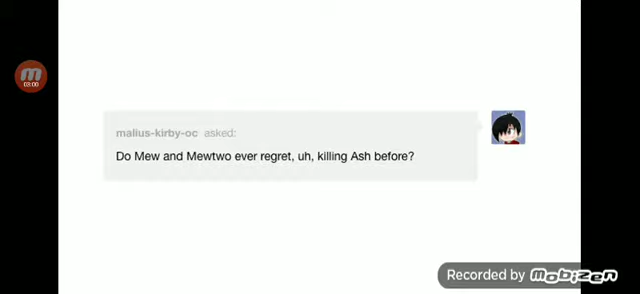 03:00
malius-kirby-oc asked:
Do Mew and Mewtwo ever regret, uh, killing Ash before?
Recorded by Mobizen